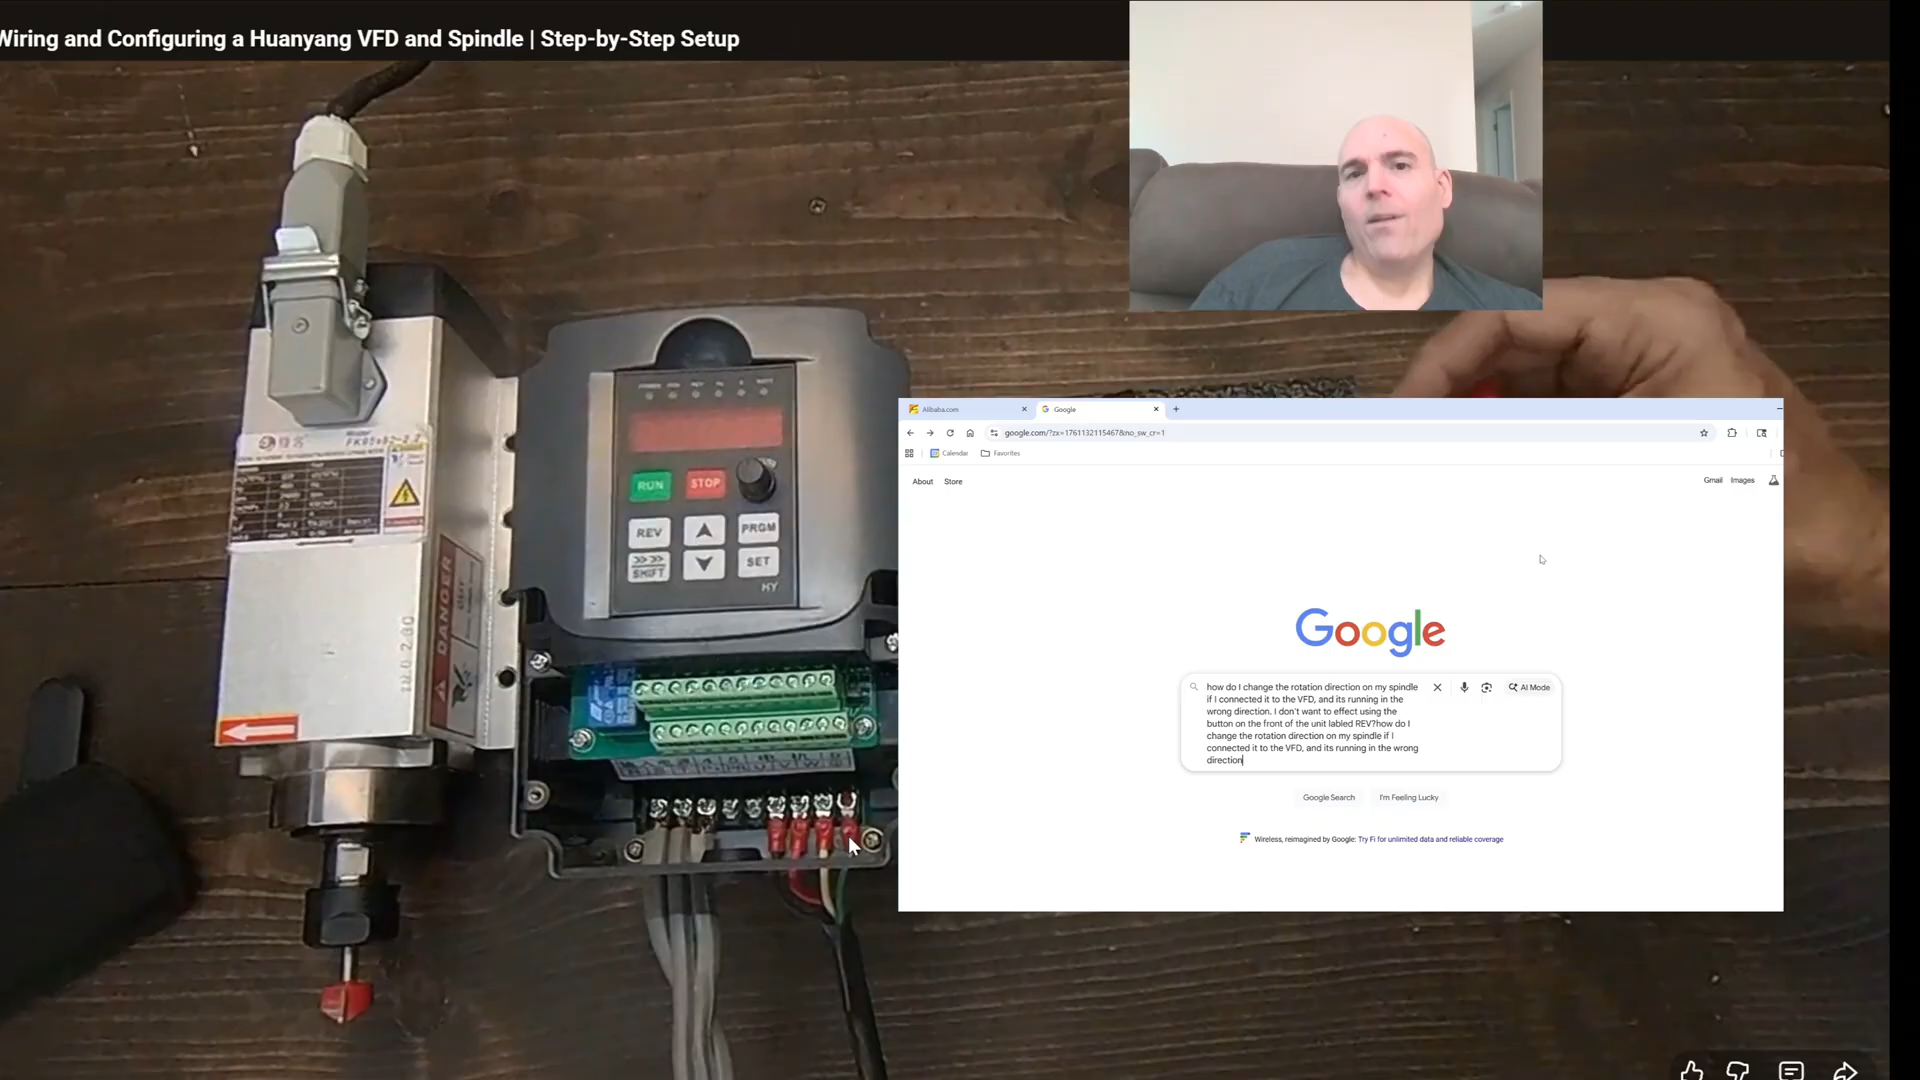 Wiring and Configuring a Huanyang VFD and Spindle | Step-by-Step Setup
RUN
STOP
REV
PRGM
SHIFT
SET
HY
DANGER
Alibaba.com
Google
google.com/?zx=1761132115467&no_sw_cr=1
Calendar
Favorites
About
Store
Gmail
Images
Google
how do I change the rotation direction on my spindle
if I connected it to the VFD, and its running in the
wrong direction. I don't want to effect using the
button on the front of the unit labled REV?how do I
change the rotation direction on my spindle if I
connected it to the VFD, and its running in the wrong
direction
AI Mode
Google Search
I'm Feeling Lucky
Wireless, reimagined by Google: Try Fi for unlimited data and reliable coverage